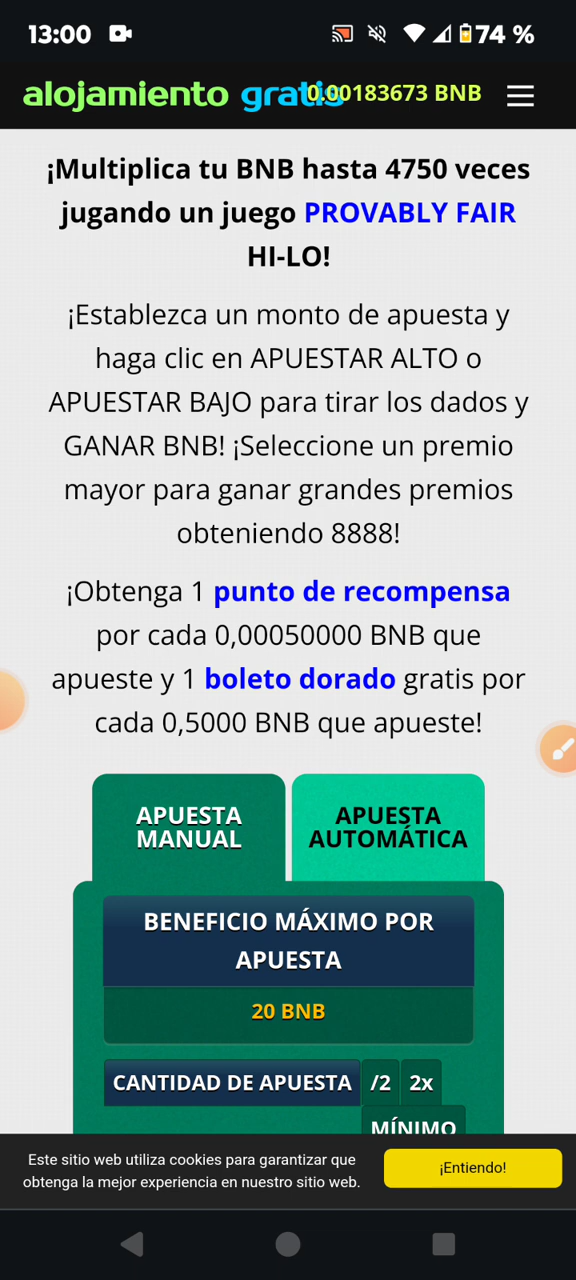 13:00
74 %
alojamiento gratis 0.00183673 BNB
¡Multiplica tu BNB hasta 4750 veces
jugando un juego PROVABLY FAIR
HI-LO!
¡Establezca un monto de apuesta y
haga clic en APUESTAR ALTO o
APUESTAR BAJO para tirar los dados y
GANAR BNB! ¡Seleccione un premio
mayor para ganar grandes premios
obteniendo 8888!
¡Obtenga 1 punto de recompensa
por cada 0,00050000 BNB que
apueste y 1 boleto dorado gratis por
cada 0,5000 BNB que apueste!
APUESTA
MANUAL
APUESTA
AUTOMÁTICA
BENEFICIO MÁXIMO POR
APUESTA
20 BNB
CANTIDAD DE APUESTA /2 2x
MÍNIMO
Este sitio web utiliza cookies para garantizar que
obtenga la mejor experiencia en nuestro sitio web.
¡Entiendo!